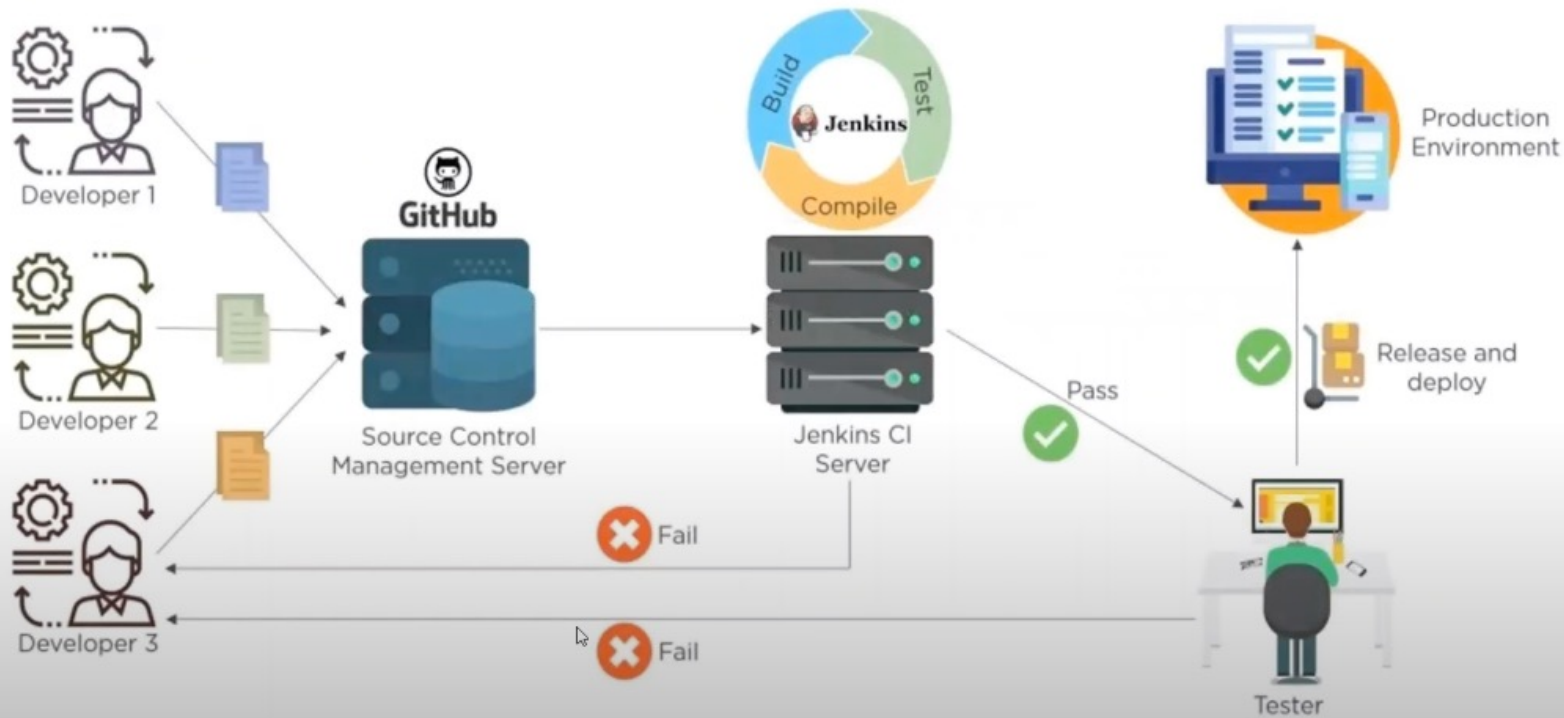 Developer 1
Developer 2
Developer 3
GitHub
Source Control
Management Server
Build
Test
Compile
Jenkins
Jenkins CI
Server
Fail
Fail
Pass
Tester
Release and
deploy
Production
Environment